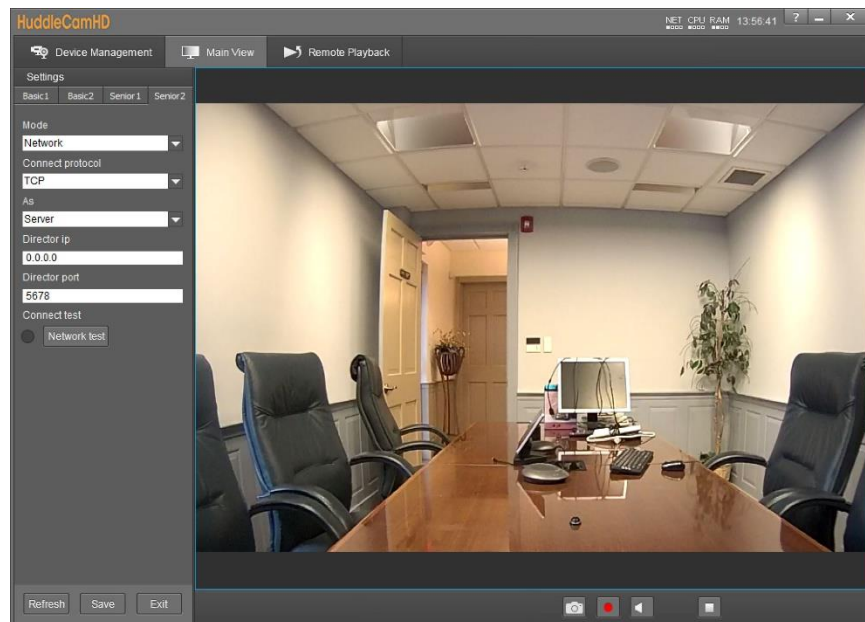 HuddleCamHD
NET CPU RAM 13:56:41 ?
Device Management Main View Remote Playback
Settings
Basic1 Basic2 Senior1 Senior2
Mode
Network
Connect protocol
TCP
As
Server
Director ip
0.0.0.0
Director port
5678
Connect test
Network test
Refresh Save Exit